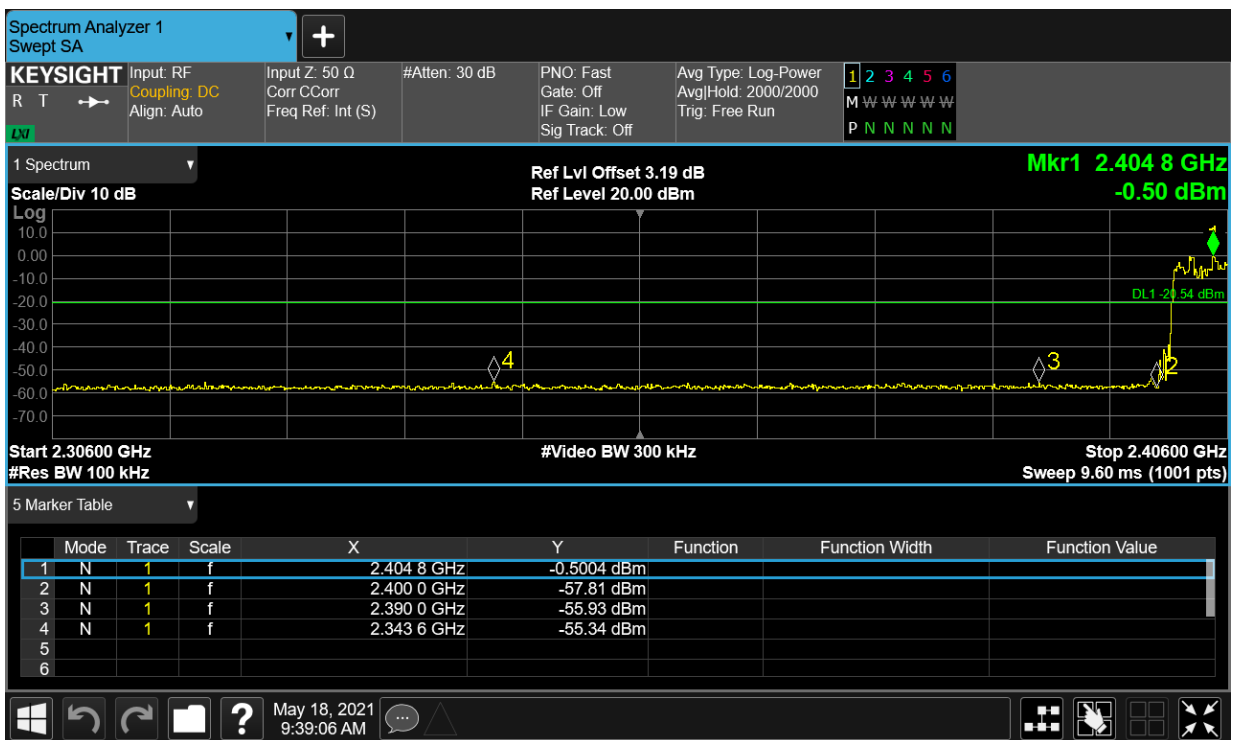 Spectrum Analyzer 1
Swept SA
+
KEYSIGHT
R T
LXI
Input: RF
Coupling: DC
Align: Auto
Input Z: 50 Ω
Corr CCorr
Freq Ref: Int (S)
#Atten: 30 dB
PNO: Fast
Gate: Off
IF Gain: Low
Sig Track: Off
Avg Type: Log-Power
Avg|Hold: 2000/2000
Trig: Free Run
1 2 3 4 5 6
M W W W W W
P N N N N N
1 Spectrum
Scale/Div 10 dB
Ref Lvl Offset 3.19 dB
Ref Level 20.00 dBm
Mkr1 2.404 8 GHz
-0.50 dBm
Log
10.0
0.00
-10.0
-20.0
-30.0
-40.0
-50.0
-60.0
-70.0
1
DL1 -20.54 dBm
4
3
2
Start 2.30600 GHz
#Video BW 300 kHz
Stop 2.40600 GHz
#Res BW 100 kHz
Sweep 9.60 ms (1001 pts)
5 Marker Table
Mode Trace Scale X Y Function Function Width Function Value
1 N 1 f 2.404 8 GHz -0.5004 dBm
2 N 1 f 2.400 0 GHz -57.81 dBm
3 N 1 f 2.390 0 GHz -55.93 dBm
4 N 1 f 2.343 6 GHz -55.34 dBm
5
6
?
May 18, 2021
9:39:06 AM